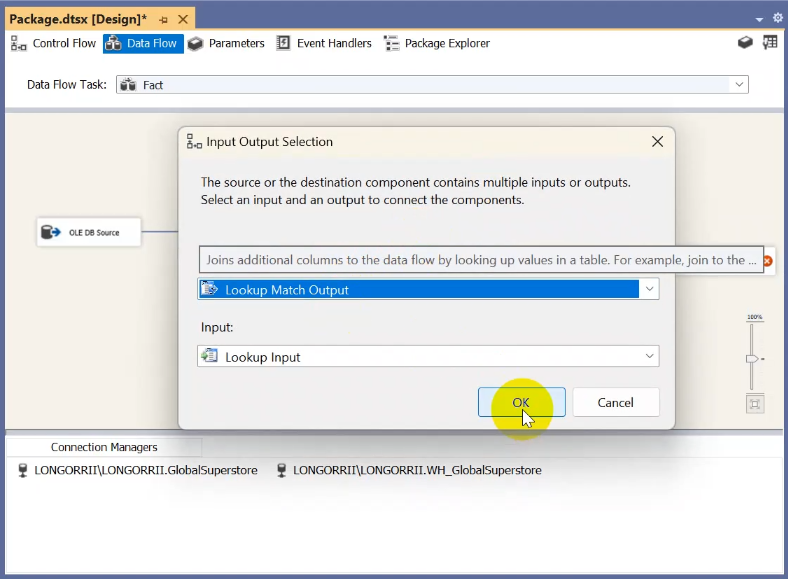 Package.dtsx [Design]*
Control Flow
Data Flow
Parameters
Event Handlers
Package Explorer
Data Flow Task:
Fact
Input Output Selection
The source or the destination component contains multiple inputs or outputs.
Select an input and an output to connect the components.
OLE DB Source
Joins additional columns to the data flow by looking up values in a table. For example, join to the ...
Lookup Match Output
Input:
Lookup Input
100%
OK
Cancel
Connection Managers
LONGORRII\LONGORRII.GlobalSuperstore
LONGORRII\LONGORRII.WH_GlobalSuperstore